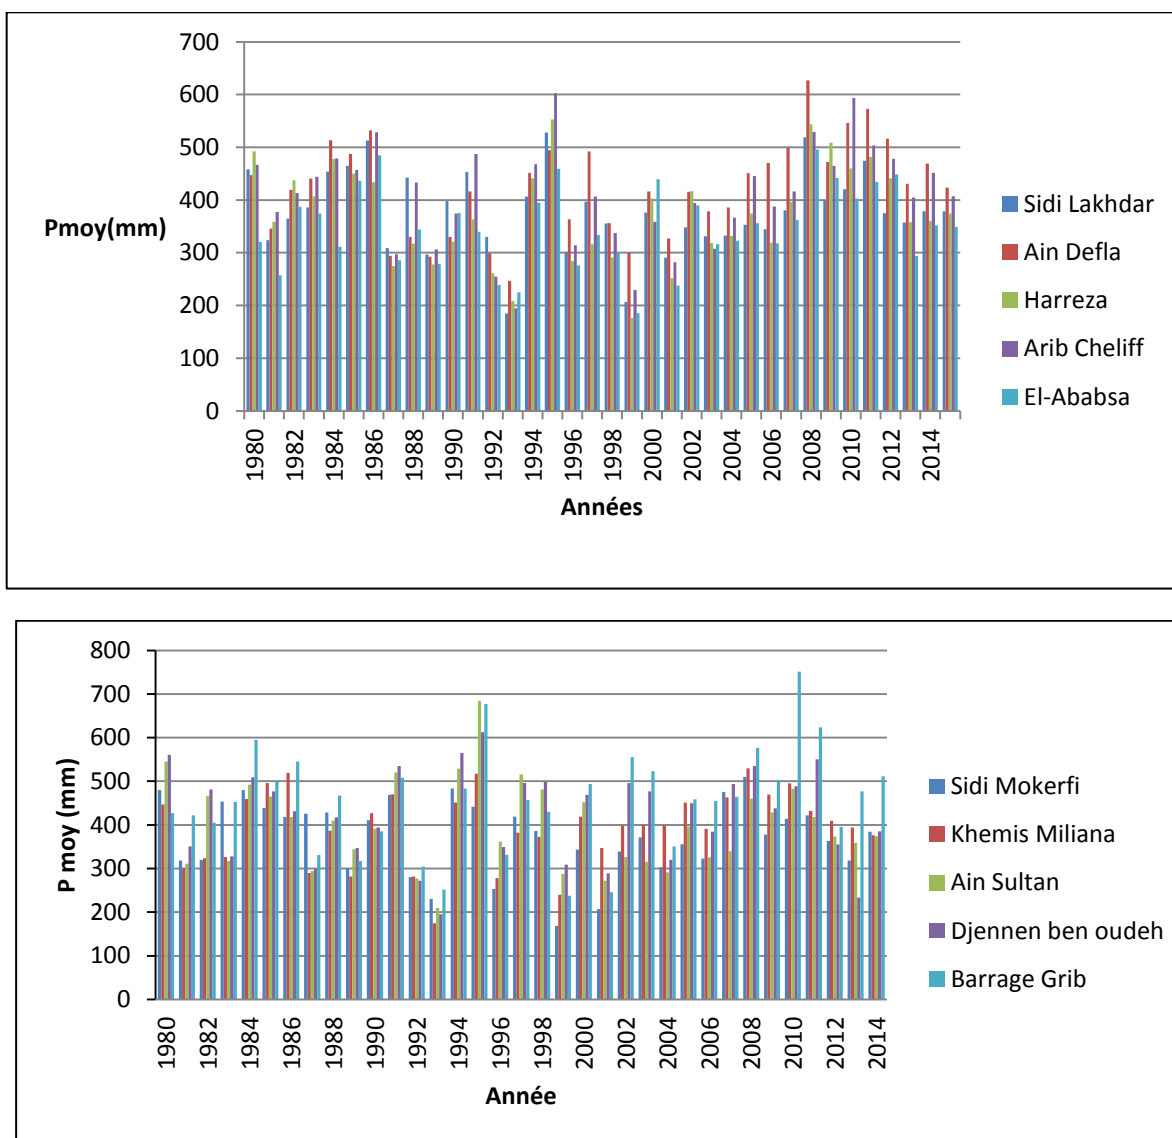 700
600
500
400
300
200
100
0
Pmoy(mm)
1980 1982 1984 1986 1988 1990 1992 1994 1996 1998 2000 2002 2004 2006 2008 2010 2012 2014
Années
Sidi Lakhdar
Ain Defla
Harreza
Arib Cheliff
El-Ababsa
800
700
600
500
400
300
200
100
0
P moy (mm)
1980 1982 1984 1986 1988 1990 1992 1994 1996 1998 2000 2002 2004 2006 2008 2010 2012 2014
Année
Sidi Mokerfi
Khemis Miliana
Ain Sultan
Djennen ben oudeh
Barrage Grib